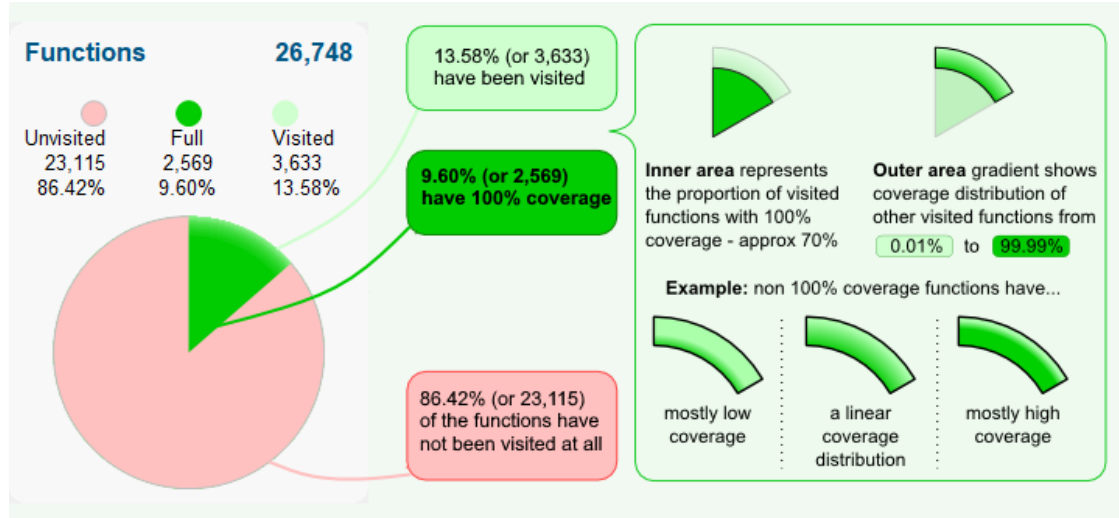 Functions 26,748
Unvisited Full Visited
23,115 2,569 3,633
86.42% 9.60% 13.58%
13.58% (or 3,633)
have been visited
9.60% (or 2,569)
have 100% coverage
86.42% (or 23,115)
of the functions have
not been visited at all
Inner area represents
the proportion of visited
functions with 100%
coverage - approx 70%
Outer area gradient shows
coverage distribution of
other visited functions from
0.01% to 99.99%
Example: non 100% coverage functions have...
mostly low
coverage
a linear
coverage
distribution
mostly high
coverage